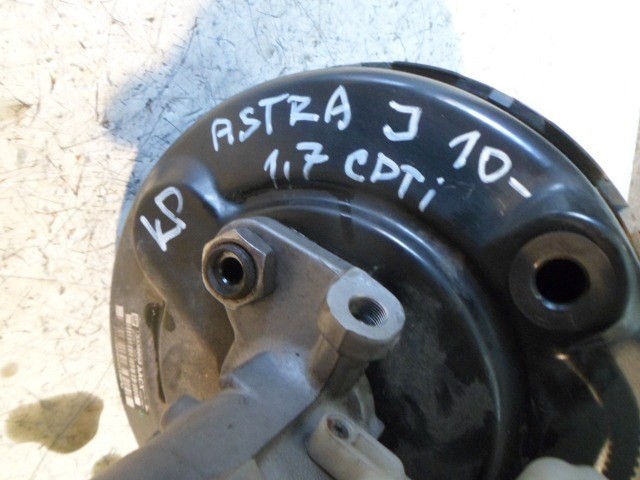 ASTRA J 10-
1,7 CDTi
KP